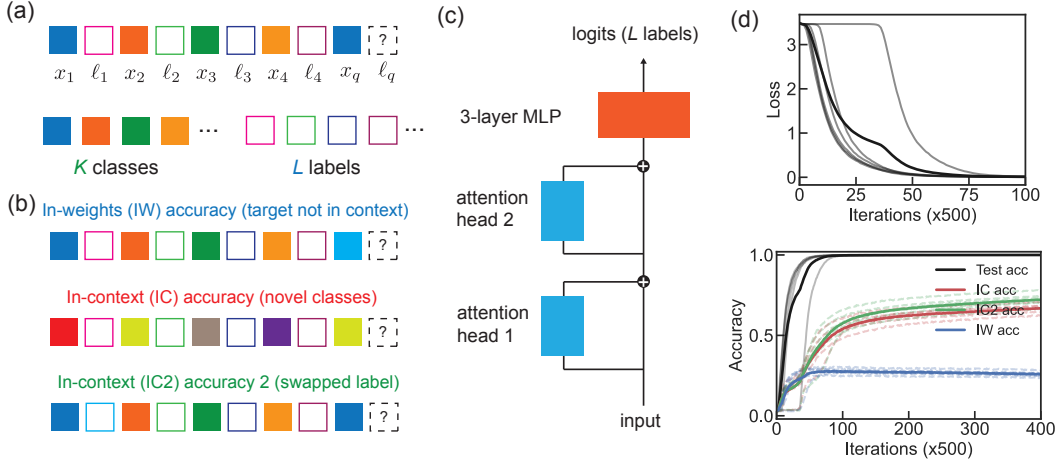 (a)
?
x₁ ℓ₁ x₂ ℓ₂ x₃ ℓ₃ x₄ ℓ₄ x_q ℓ_q
... ...
K classes L labels
(b)
In-weights (IW) accuracy (target not in context)
?
In-context (IC) accuracy (novel classes)
?
In-context (IC2) accuracy 2 (swapped label)
?
(c)
logits (L labels)
3-layer MLP
+
attention
head 2
+
attention
head 1
input
(d)
3
2
1
0
Loss
0 25 50 75 100
Iterations (x500)
1.0
0.5
0.0
Accuracy
Test acc
IC acc
IC2 acc
IW acc
0 100 200 300 400
Iterations (x500)